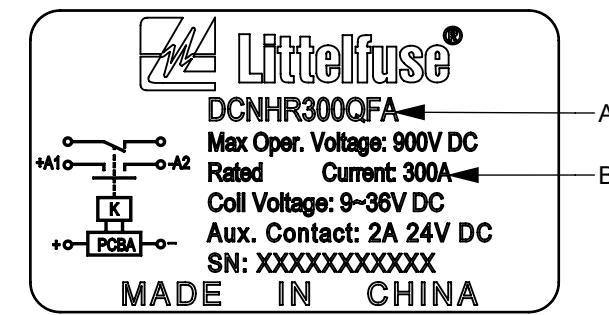 Littelfuse®
DCNHR300QFA
A
Max Oper. Voltage: 900V DC
+A1
-A2
Rated Current: 300A
B
K
Coil Voltage: 9~36V DC
+
PCBA
-
Aux. Contact: 2A 24V DC
SN: XXXXXXXXXXX
MADE IN CHINA